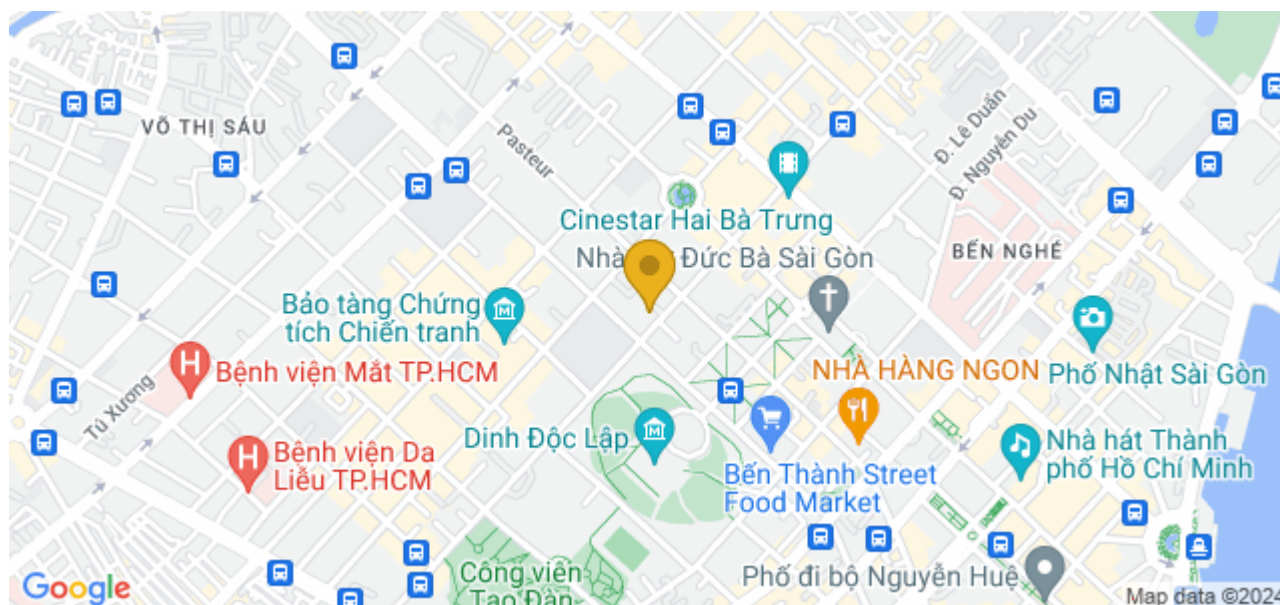 VÕ THỊ SÁU
Pasteur
Đ. Lê Duẩn
Đ. Nguyễn Du
Cinestar Hai Bà Trưng
Nhà Đức Bà Sài Gòn
BẾN NGHÉ
Bảo tàng Chứng
tích Chiến tranh
Bệnh viện Mắt TP.HCM
NHÀ HÀNG NGON
Phố Nhật Sài Gòn
Tú Xương
Dinh Độc Lập
Bệnh viện Da
Liễu TP.HCM
Bến Thành Street
Food Market
Nhà hát Thành
phố Hồ Chí Minh
Công viên
Tao Đàn
Phố đi bộ Nguyễn Huệ
Google
Map data ©2024